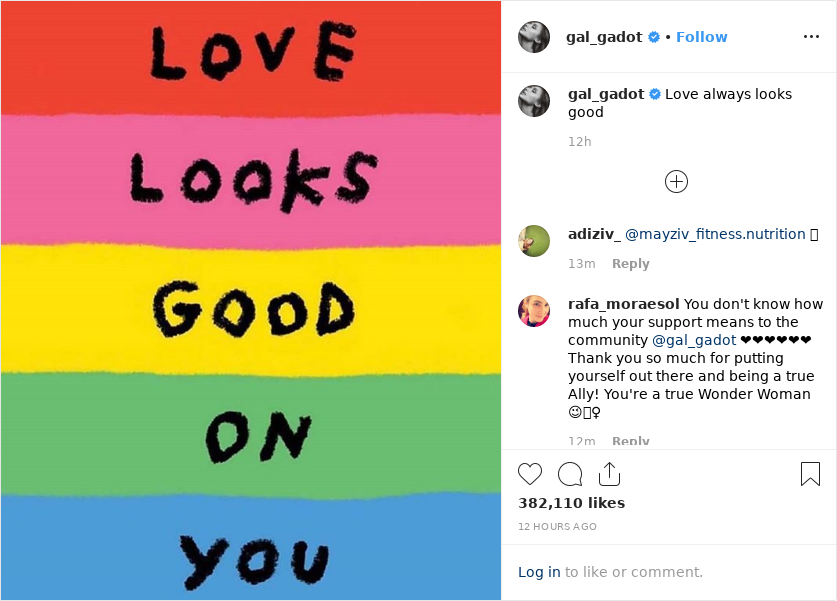 LOVE
LOOKS
GOOD
ON
YOU
gal_gadot • Follow
gal_gadot Love always looks
good
12h
adiziv_ @mayziv_fitness.nutrition
13m Reply
rafa_moraesol You don't know how
much your support means to the
community @gal_gadot ❤❤❤❤❤❤
Thank you so much for putting
yourself out there and being a true
Ally! You're a true Wonder Woman
😉♀
12m Reply
382,110 likes
12 HOURS AGO
Log in to like or comment.